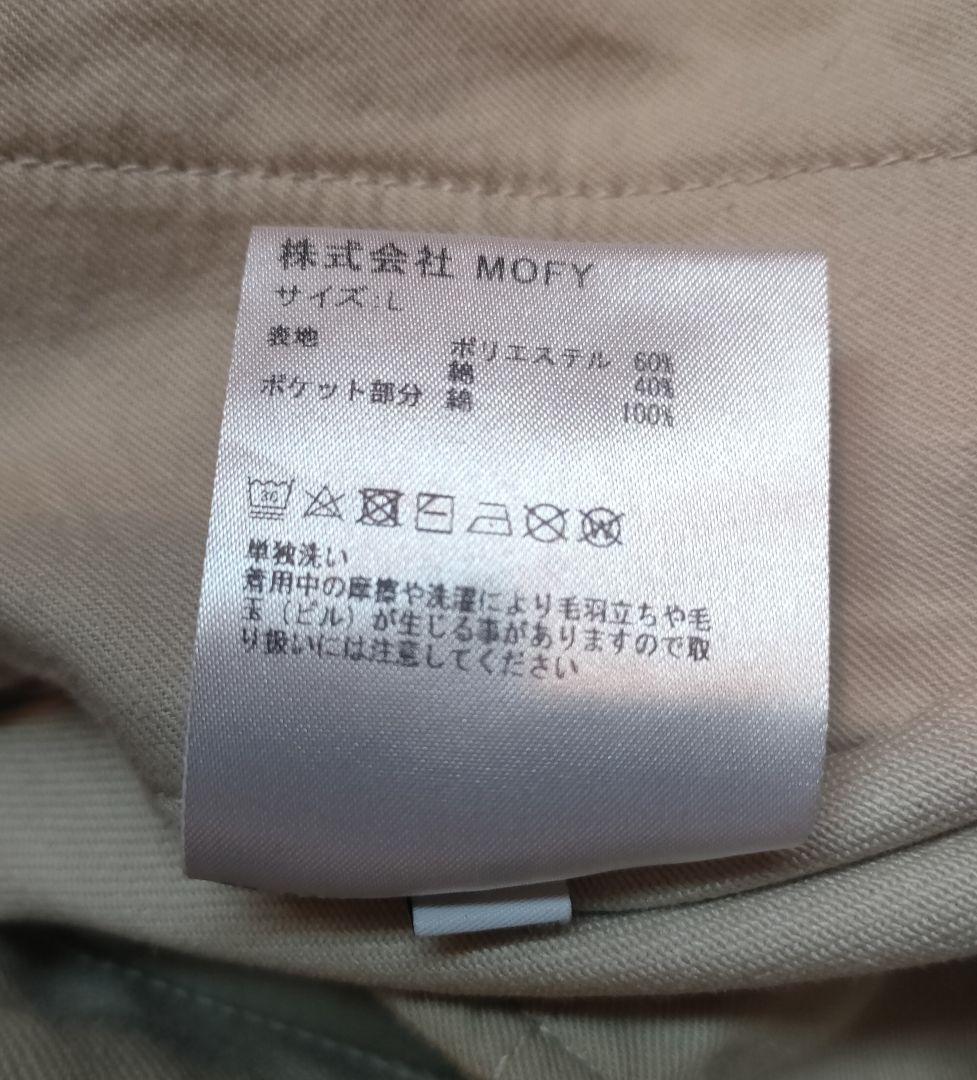 株式会社 MOFY
サイズ:L
表地 ポリエステル 60%
綿 40%
ポケット部分 綿 100%
30
W
単独洗い
着用中の摩擦や洗濯により毛羽立ちや毛
玉(ピル)が生じる事がありますので取
り扱いには注意してください